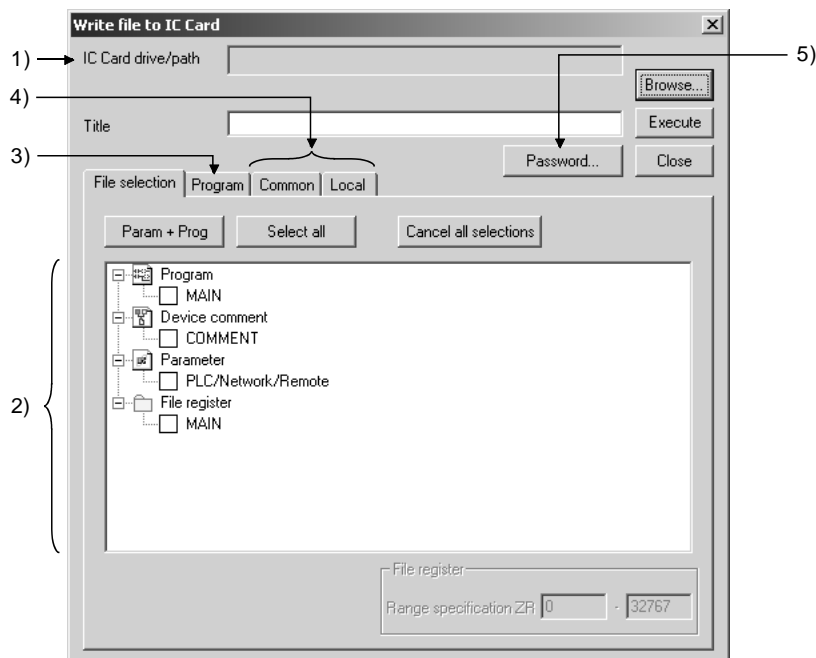 Write file to IC Card
1) IC Card drive/path
5)
Browse...
4)
Title
Execute
3)
Password...
Close
File selection Program Common Local
Param + Prog Select all Cancel all selections
Program
MAIN
Device comment
COMMENT
Parameter
PLC/Network/Remote
2)
File register
MAIN
File register
Range specification ZR 0 - 32767